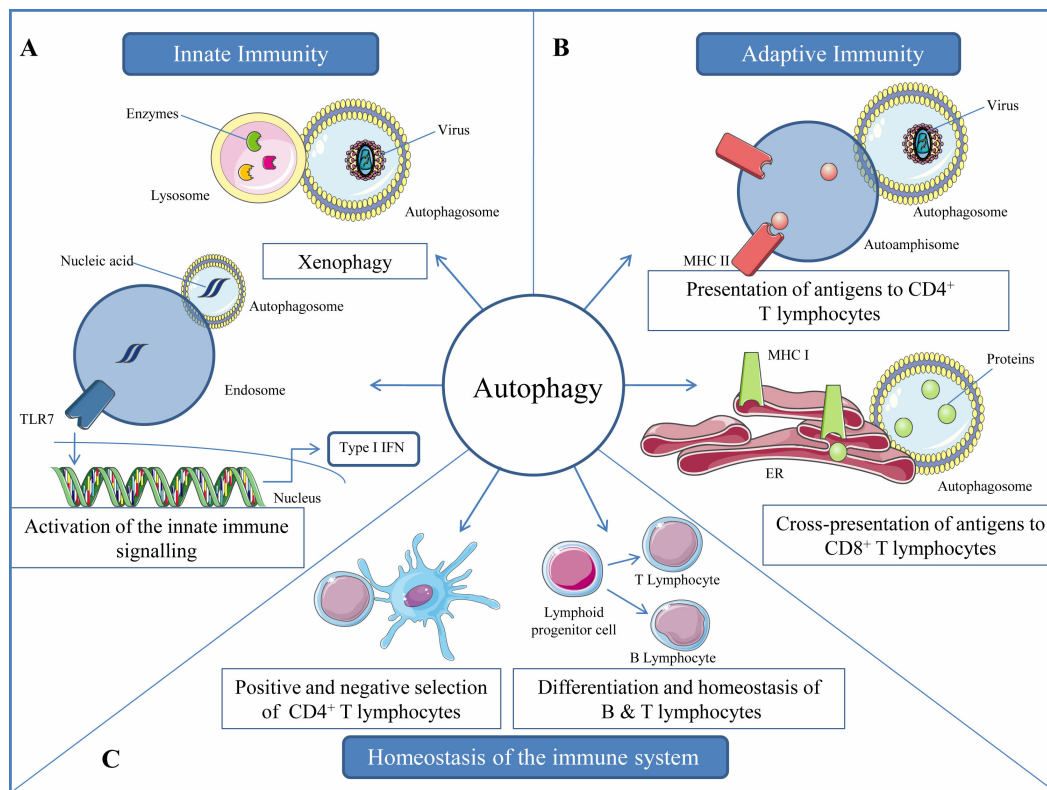 A
Innate Immunity
Enzymes
Virus
Lysosome
Autophagosome
Xenophagy
Nucleic acid
Autophagosome
Endosome
TLR7
Type I IFN
Nucleus
Activation of the innate immune
signalling
B
Adaptive Immunity
Virus
Autophagosome
Autoamphisome
MHC II
Presentation of antigens to CD4⁺
T lymphocytes
Autophagy
MHC I
Proteins
ER
Autophagosome
Cross-presentation of antigens to
CD8⁺ T lymphocytes
T Lymphocyte
Lymphoid
progenitor cell
B Lymphocyte
Positive and negative selection
of CD4⁺ T lymphocytes
Differentiation and homeostasis of
B & T lymphocytes
C
Homeostasis of the immune system